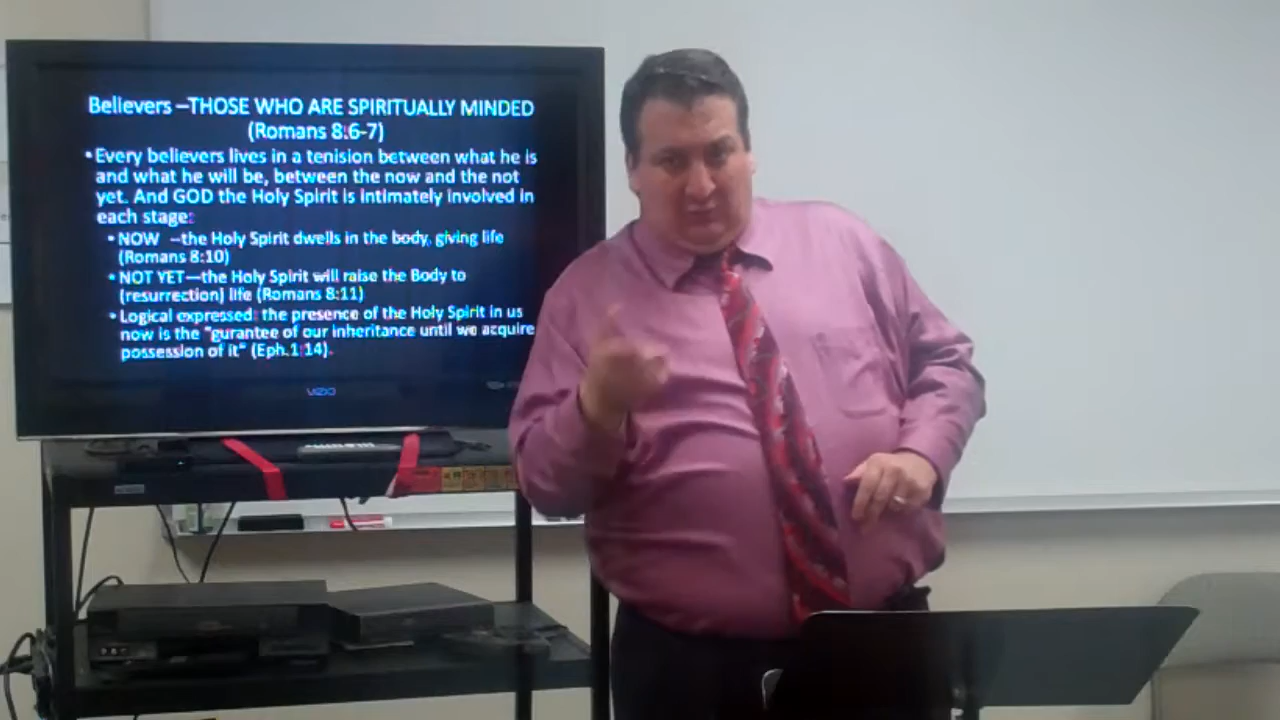 Believers –THOSE WHO ARE SPIRITUALLY MINDED
(Romans 8:6-7)
• Every believers lives in a tenision between what he is
and what he will be, between the now and the not
yet. And GOD the Holy Spirit is intimately involved in
each stage:
• NOW –the Holy Spirit dwells in the body, giving life
(Romans 8:10)
• NOT YET—the Holy Spirit will raise the Body to
(resurrection) life (Romans 8:11)
• Logical expressed: the presence of the Holy Spirit in us
now is the "gurantee of our inheritance until we acquire
possession of it" (Eph.1:14).
VIZIO